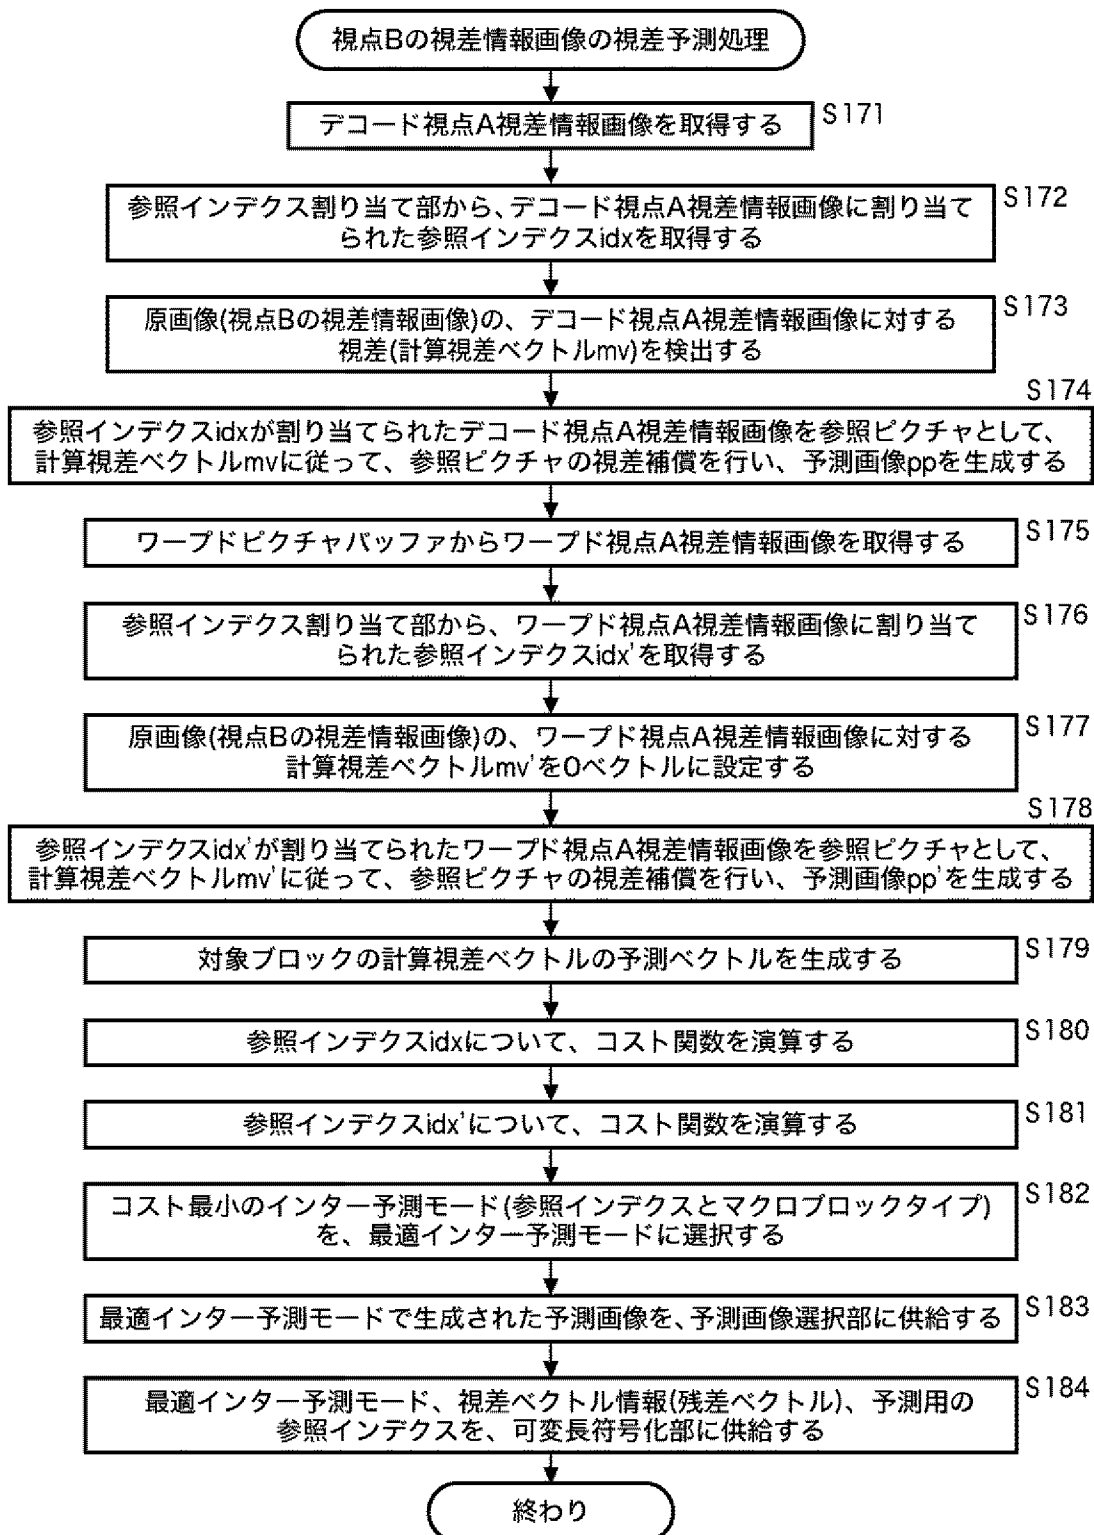 視点Bの視差情報画像の視差予測処理
デコード視点A視差情報画像を取得する
S171
参照インデクス割り当て部から、デコード視点A視差情報画像に割り当て
られた参照インデクスidxを取得する
S172
原画像(視点Bの視差情報画像)の、デコード視点A視差情報画像に対する
視差(計算視差ベクトルmv)を検出する
S173
S174
参照インデクスidxが割り当てられたデコード視点A視差情報画像を参照ピクチャとして、
計算視差ベクトルmvに従って、参照ピクチャの視差補償を行い、予測画像ppを生成する
ワープドピクチャバッファからワープド視点A視差情報画像を取得する
S175
参照インデクス割り当て部から、ワープド視点A視差情報画像に割り当て
られた参照インデクスidx'を取得する
S176
原画像(視点Bの視差情報画像)の、ワープド視点A視差情報画像に対する
計算視差ベクトルmv'を0ベクトルに設定する
S177
S178
参照インデクスidx'が割り当てられたワープド視点A視差情報画像を参照ピクチャとして、
計算視差ベクトルmv'に従って、参照ピクチャの視差補償を行い、予測画像pp'を生成する
対象ブロックの計算視差ベクトルの予測ベクトルを生成する
S179
参照インデクスidxについて、コスト関数を演算する
S180
参照インデクスidx'について、コスト関数を演算する
S181
コスト最小のインター予測モード(参照インデクスとマクロブロックタイプ)
を、最適インター予測モードに選択する
S182
最適インター予測モードで生成された予測画像を、予測画像選択部に供給する
S183
最適インター予測モード、視差ベクトル情報(残差ベクトル)、予測用の
参照インデクスを、可変長符号化部に供給する
S184
終わり